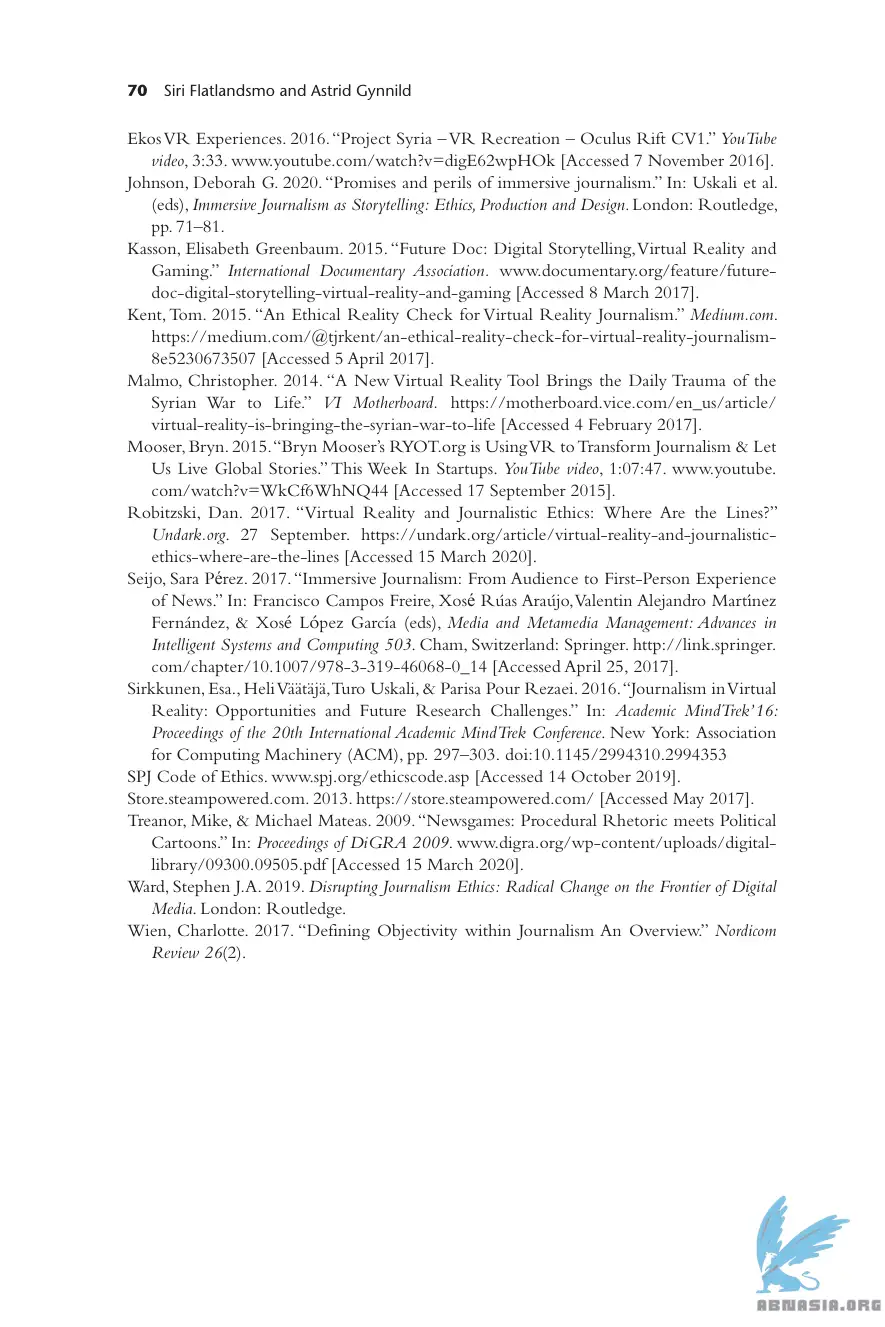 70 Siri Flatlandsmo and Astrid Gynnild
Ekos VR Experiences. 2016. “Project Syria – VR Recreation – Oculus Rift CV1.” YouTube
video, 3:33. www.youtube.com/watch?v=digE62wpHOk [Accessed 7 November 2016].
Johnson, Deborah G. 2020. “Promises and perils of immersive journalism.” In: Uskali et al.
(eds), Immersive Journalism as Storytelling: Ethics, Production and Design. London: Routledge,
pp. 71–81.
Kasson, Elisabeth Greenbaum. 2015. “Future Doc: Digital Storytelling, Virtual Reality and
Gaming.” International Documentary Association. www.documentary.org/feature/future-
doc-digital-storytelling-virtual-reality-and-gaming [Accessed 8 March 2017].
Kent, Tom. 2015. “An Ethical Reality Check for Virtual Reality Journalism.” Medium.com.
https://medium.com/@tjrkent/an-ethical-reality-check-for-virtual-reality-journalism-
8e5230673507 [Accessed 5 April 2017].
Malmo, Christopher. 2014. “A New Virtual Reality Tool Brings the Daily Trauma of the
Syrian War to Life.” VI Motherboard. https://motherboard.vice.com/en_us/article/
virtual-reality-is-bringing-the-syrian-war-to-life [Accessed 4 February 2017].
Mooser, Bryn. 2015. “Bryn Mooser’s RYOT.org is Using VR to Transform Journalism & Let
Us Live Global Stories.” This Week In Startups. YouTube video, 1:07:47. www.youtube.
com/watch?v=WkCf6WhNQ44 [Accessed 17 September 2015].
Robitzski, Dan. 2017. “Virtual Reality and Journalistic Ethics: Where Are the Lines?”
Undark.org. 27 September. https://undark.org/article/virtual-reality-and-journalistic-
ethics-where-are-the-lines [Accessed 15 March 2020].
Seijo, Sara Pérez. 2017. “Immersive Journalism: From Audience to First-Person Experience
of News.” In: Francisco Campos Freire, Xosé Rúas Araújo, Valentin Alejandro Martínez
Fernández, & Xosé López García (eds), Media and Metamedia Management: Advances in
Intelligent Systems and Computing 503. Cham, Switzerland: Springer. http://link.springer.
com/chapter/10.1007/978-3-319-46068-0_14 [Accessed April 25, 2017].
Sirkkunen, Esa., Heli Väätäjä, Turo Uskali, & Parisa Pour Rezaei. 2016. “Journalism in Virtual
Reality: Opportunities and Future Research Challenges.” In: Academic MindTrek’16:
Proceedings of the 20th International Academic MindTrek Conference. New York: Association
for Computing Machinery (ACM), pp. 297–303. doi:10.1145/2994310.2994353
SPJ Code of Ethics. www.spj.org/ethicscode.asp [Accessed 14 October 2019].
Store.steampowered.com. 2013. https://store.steampowered.com/ [Accessed May 2017].
Treanor, Mike, & Michael Mateas. 2009. “Newsgames: Procedural Rhetoric meets Political
Cartoons.” In: Proceedings of DiGRA 2009. www.digra.org/wp-content/uploads/digital-
library/09300.09505.pdf [Accessed 15 March 2020].
Ward, Stephen J.A. 2019. Disrupting Journalism Ethics: Radical Change on the Frontier of Digital
Media. London: Routledge.
Wien, Charlotte. 2017. “Defining Objectivity within Journalism An Overview.” Nordicom
Review 26(2).
ABNASIA.ORG